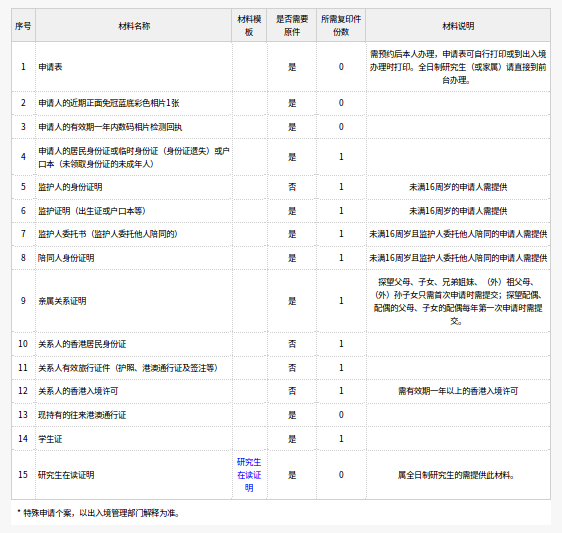 序号 材料名称 材料模板 是否需要原件 所需复印件份数 材料说明
1 申请表 是 0 需预约后本人办理，申请表可自行打印或到出入境办理时打印。全日制研究生（或家属）请直接到前台办理。
2 申请人的近期正面免冠蓝底彩色相片1张 是 0
3 申请人的有效期一年内数码相片检测回执 是 0
4 申请人的居民身份证或临时身份证（身份证遗失）或户口本（未领取身份证的未成年人） 是 1
5 监护人的身份证明 否 1 未满16周岁的申请人需提供
6 监护证明（出生证或户口本等） 是 1 未满16周岁的申请人需提供
7 监护人委托书（监护人委托他人陪同的） 是 1 未满16周岁且监护人委托他人陪同的申请人需提供
8 陪同人身份证明 是 1 未满16周岁且监护人委托他人陪同的申请人需提供
9 亲属关系证明 是 1 探望父母、子女、兄弟姐妹、（外）祖父母、（外）孙子女只需首次申请时需提交；探望配偶、配偶的父母、子女的配偶每年第一次申请时需提交。
10 关系人的香港居民身份证 否 1
11 关系人有效旅行证件（护照、港澳通行证及签注等） 否 1
12 关系人的香港入境许可 否 1 需有效期一年以上的香港入境许可
13 现持有的往来港澳通行证 是 0
14 学生证 是 1
15 研究生在读证明 研究生在读证明 是 0 属全日制研究生的需提供此材料。
* 特殊申请个案，以出入境管理部门解释为准。